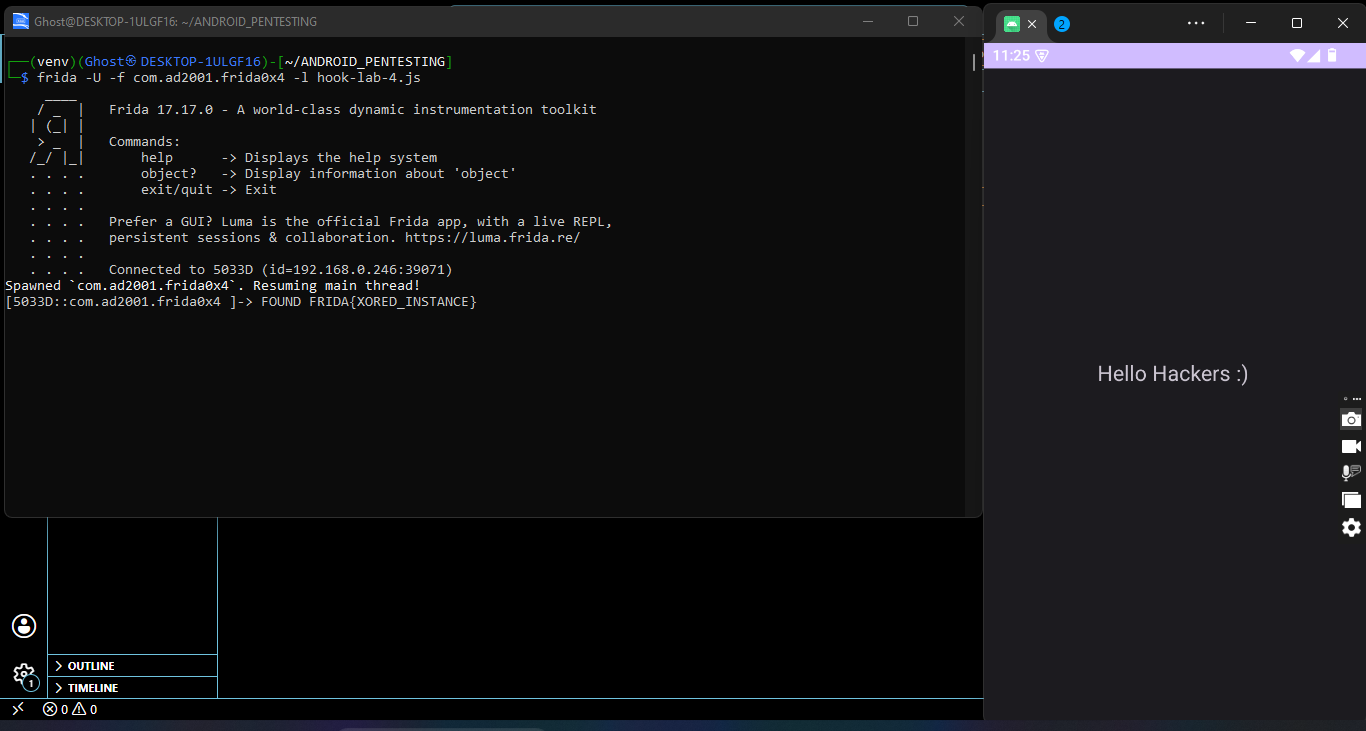 Ghost@DESKTOP-1ULGF16: ~/ANDROID_PENTESTING
┌──(venv)(Ghost㉿DESKTOP-1ULGF16)-[~/ANDROID_PENTESTING]
└─$ frida -U -f com.ad2001.frida0x4 -l hook-lab-4.js
     ____
    / _  |   Frida 17.17.0 - A world-class dynamic instrumentation toolkit
   | (_| |
    > _  |   Commands:
   /_/ |_|       help      -> Displays the help system
   . . . .       object?   -> Display information about 'object'
   . . . .       exit/quit -> Exit
   . . . .
   . . . .   Prefer a GUI? Luma is the official Frida app, with a live REPL,
   . . . .   persistent sessions & collaboration. https://luma.frida.re/
   . . . .
   . . . .   Connected to 5033D (id=192.168.0.246:39071)
Spawned `com.ad2001.frida0x4`. Resuming main thread!
[5033D::com.ad2001.frida0x4 ]-> FOUND FRIDA{XORED_INSTANCE}
OUTLINE
TIMELINE
1
0
0
2
11:25
Hello Hackers :)